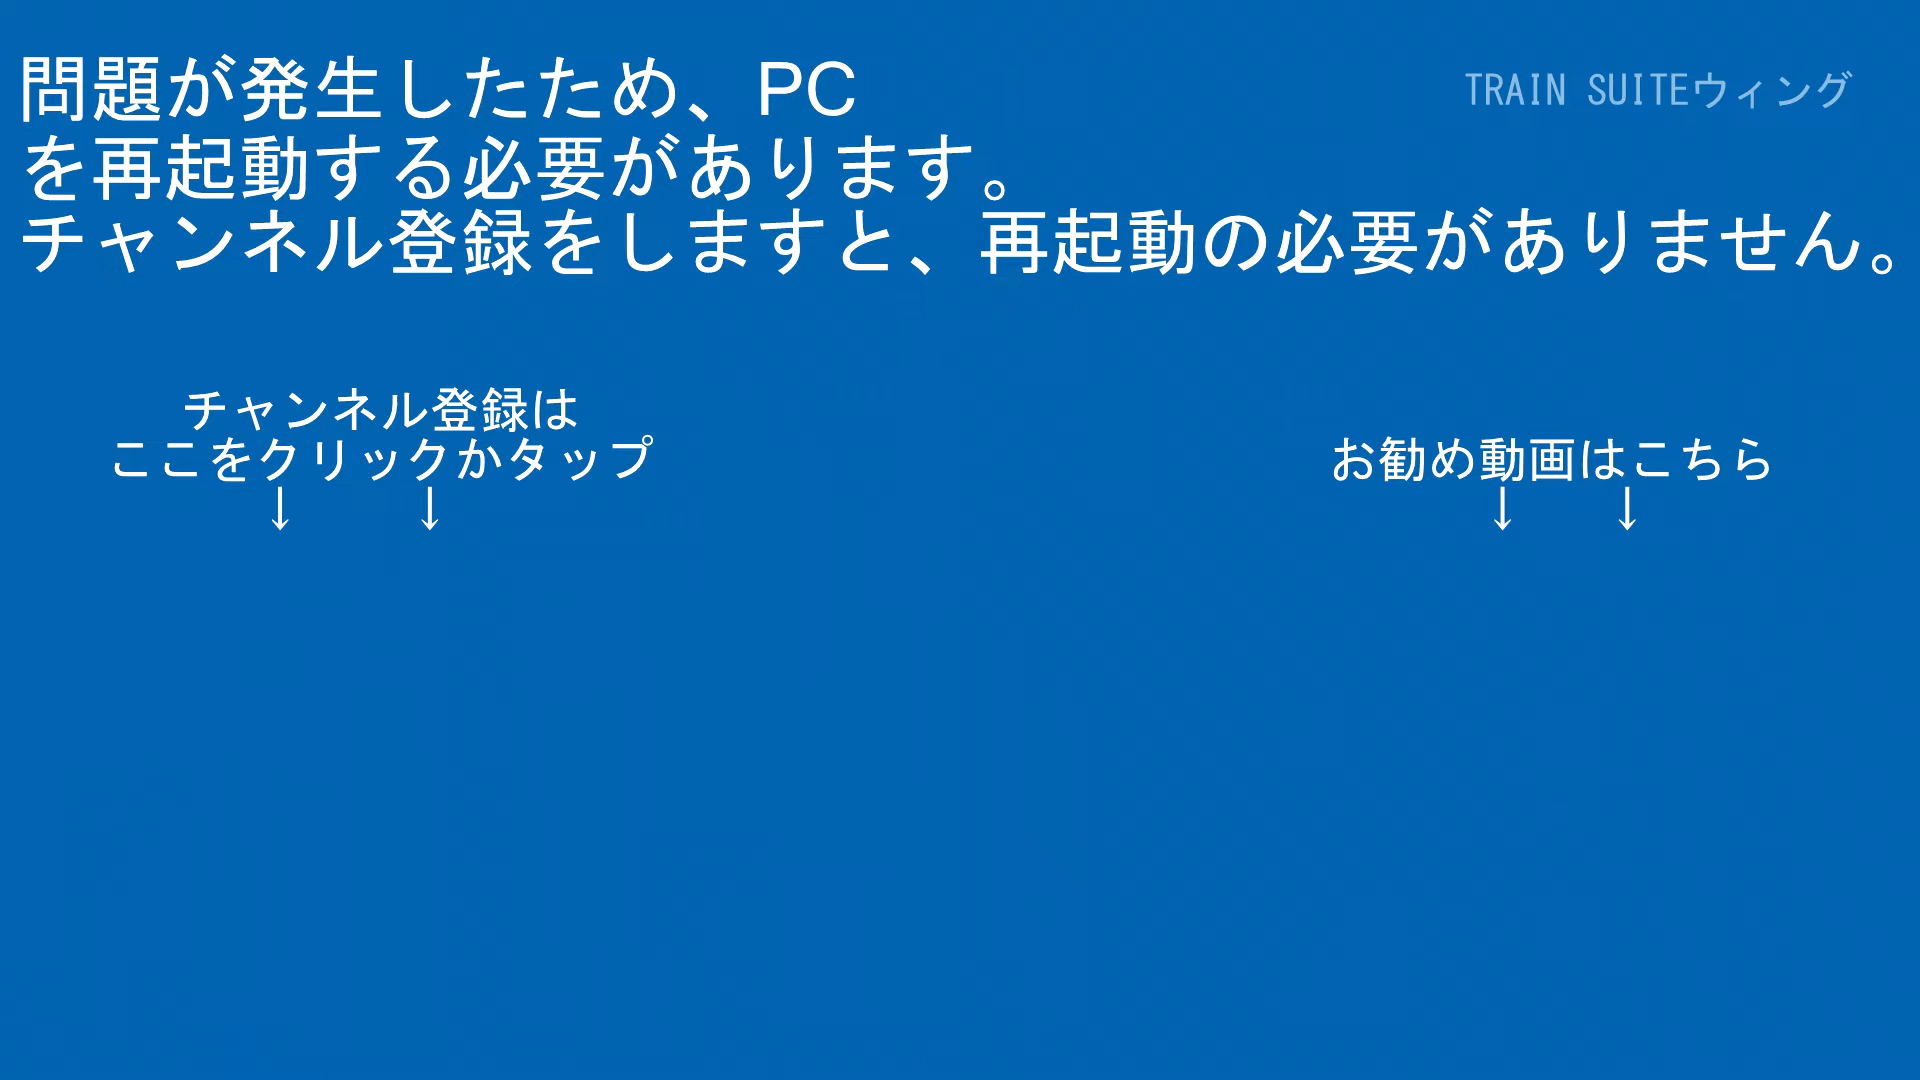 問題が発生したため、PC
を再起動する必要があります。
チャンネル登録をしますと、再起動の必要がありません。
TRAIN SUITEウィング
チャンネル登録は
ここをクリックかタップ
↓ ↓
お勧め動画はこちら
↓ ↓